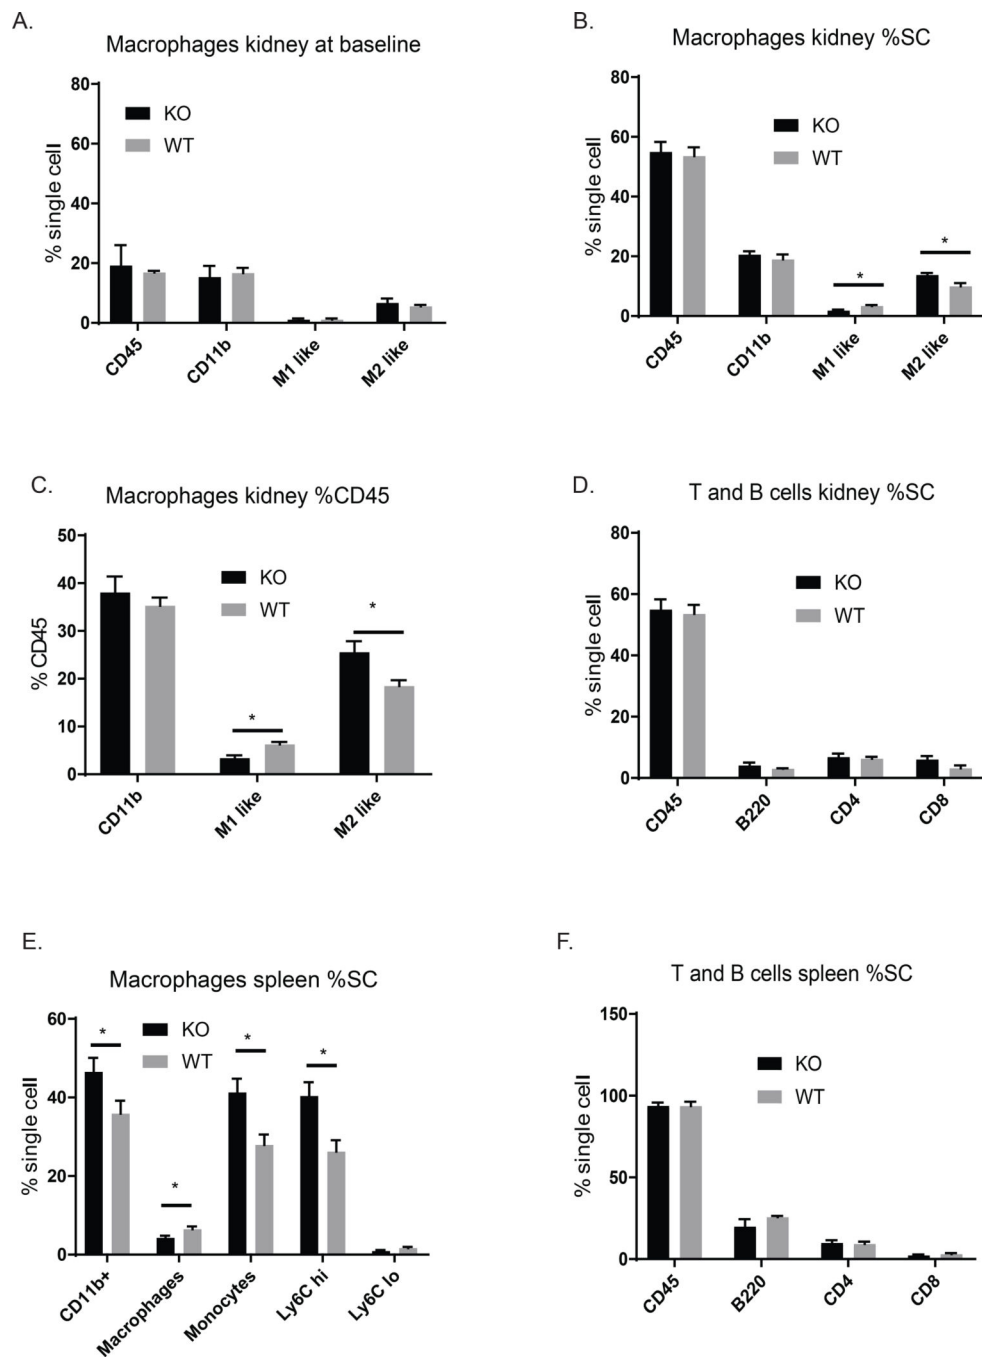 A.
Macrophages kidney at baseline
% single cell
80
60
40
20
0
KO
WT
CD45
CD11b
M1 like
M2 like
B.
Macrophages kidney %SC
% single cell
80
60
40
20
0
KO
WT
*
*
CD45
CD11b
M1 like
M2 like
C.
Macrophages kidney %CD45
% CD45
50
40
30
20
10
0
KO
WT
*
*
CD11b
M1 like
M2 like
D.
T and B cells kidney %SC
% single cell
80
60
40
20
0
KO
WT
CD45
B220
CD4
CD8
E.
Macrophages spleen %SC
% single cell
60
40
20
0
KO
WT
*
*
*
*
CD11b+
Macrophages
Monocytes
Ly6C hi
Ly6C lo
F.
T and B cells spleen %SC
% single cell
150
100
50
0
KO
WT
CD45
B220
CD4
CD8